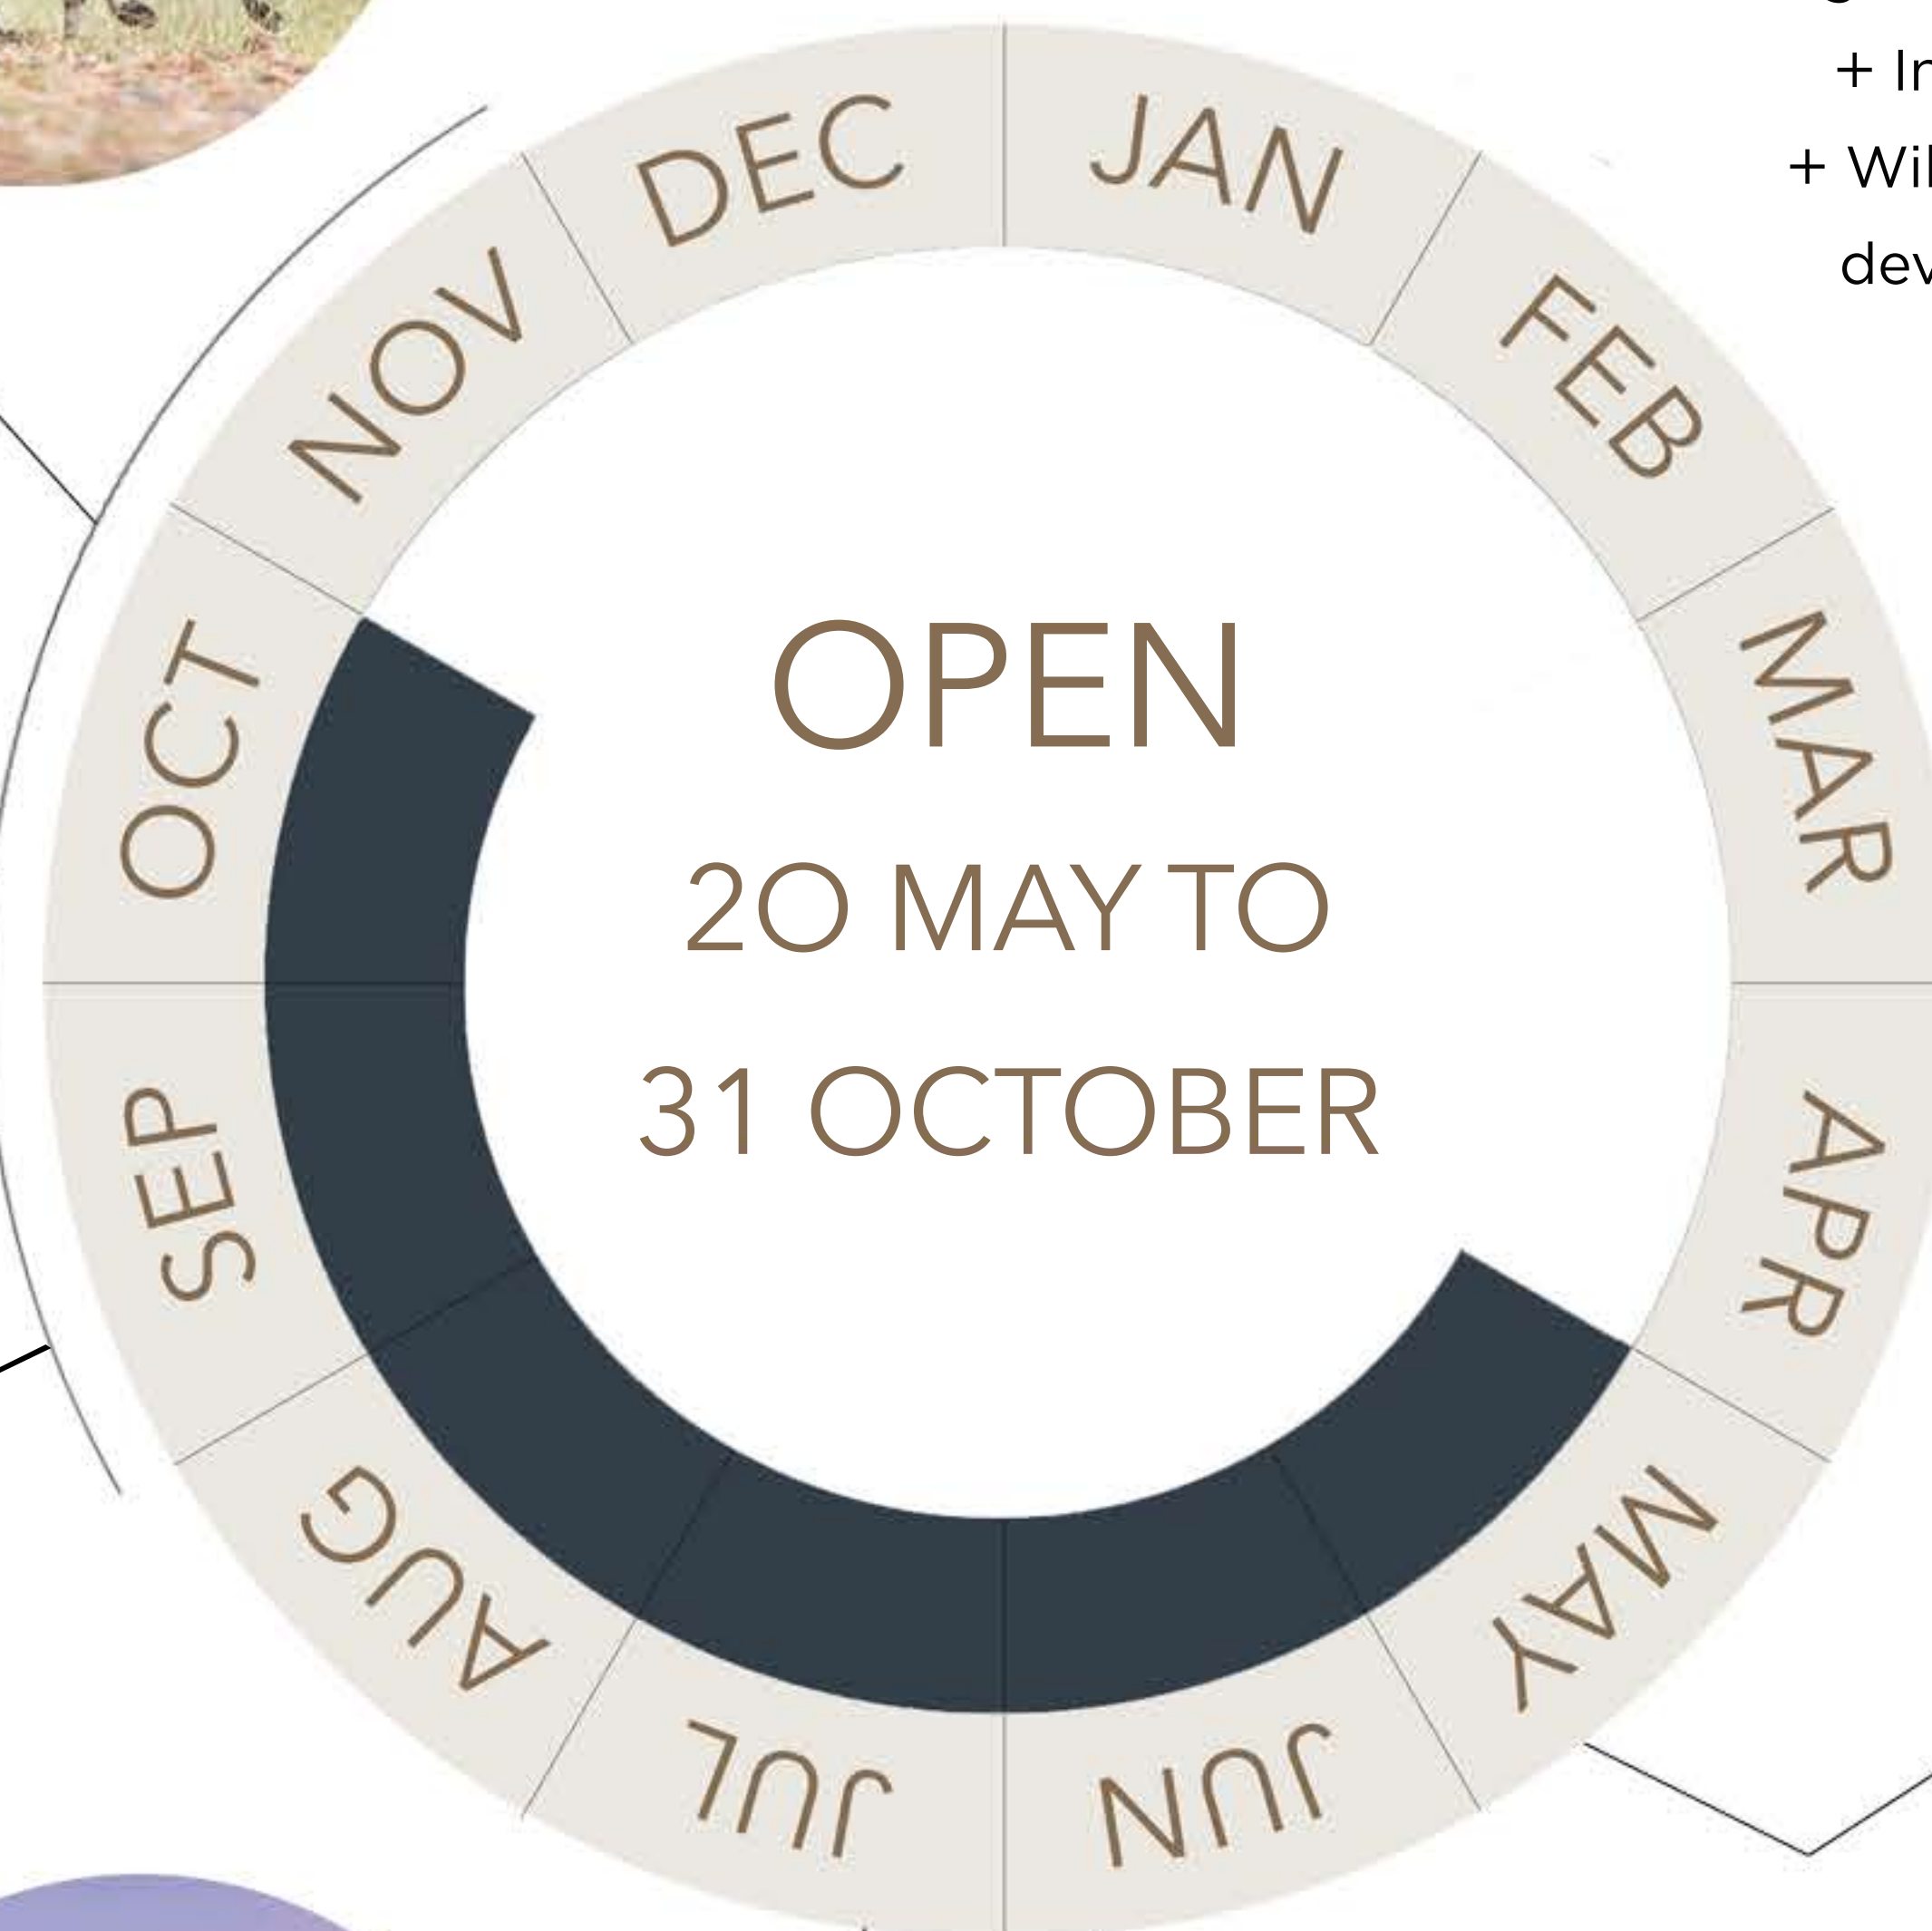 DEC
JAN
FEB
MAR
APR
MAY
JUN
JUL
AUG
SEP
OCT
NOV
OPEN
20 MAY TO
31 OCTOBER
+
+